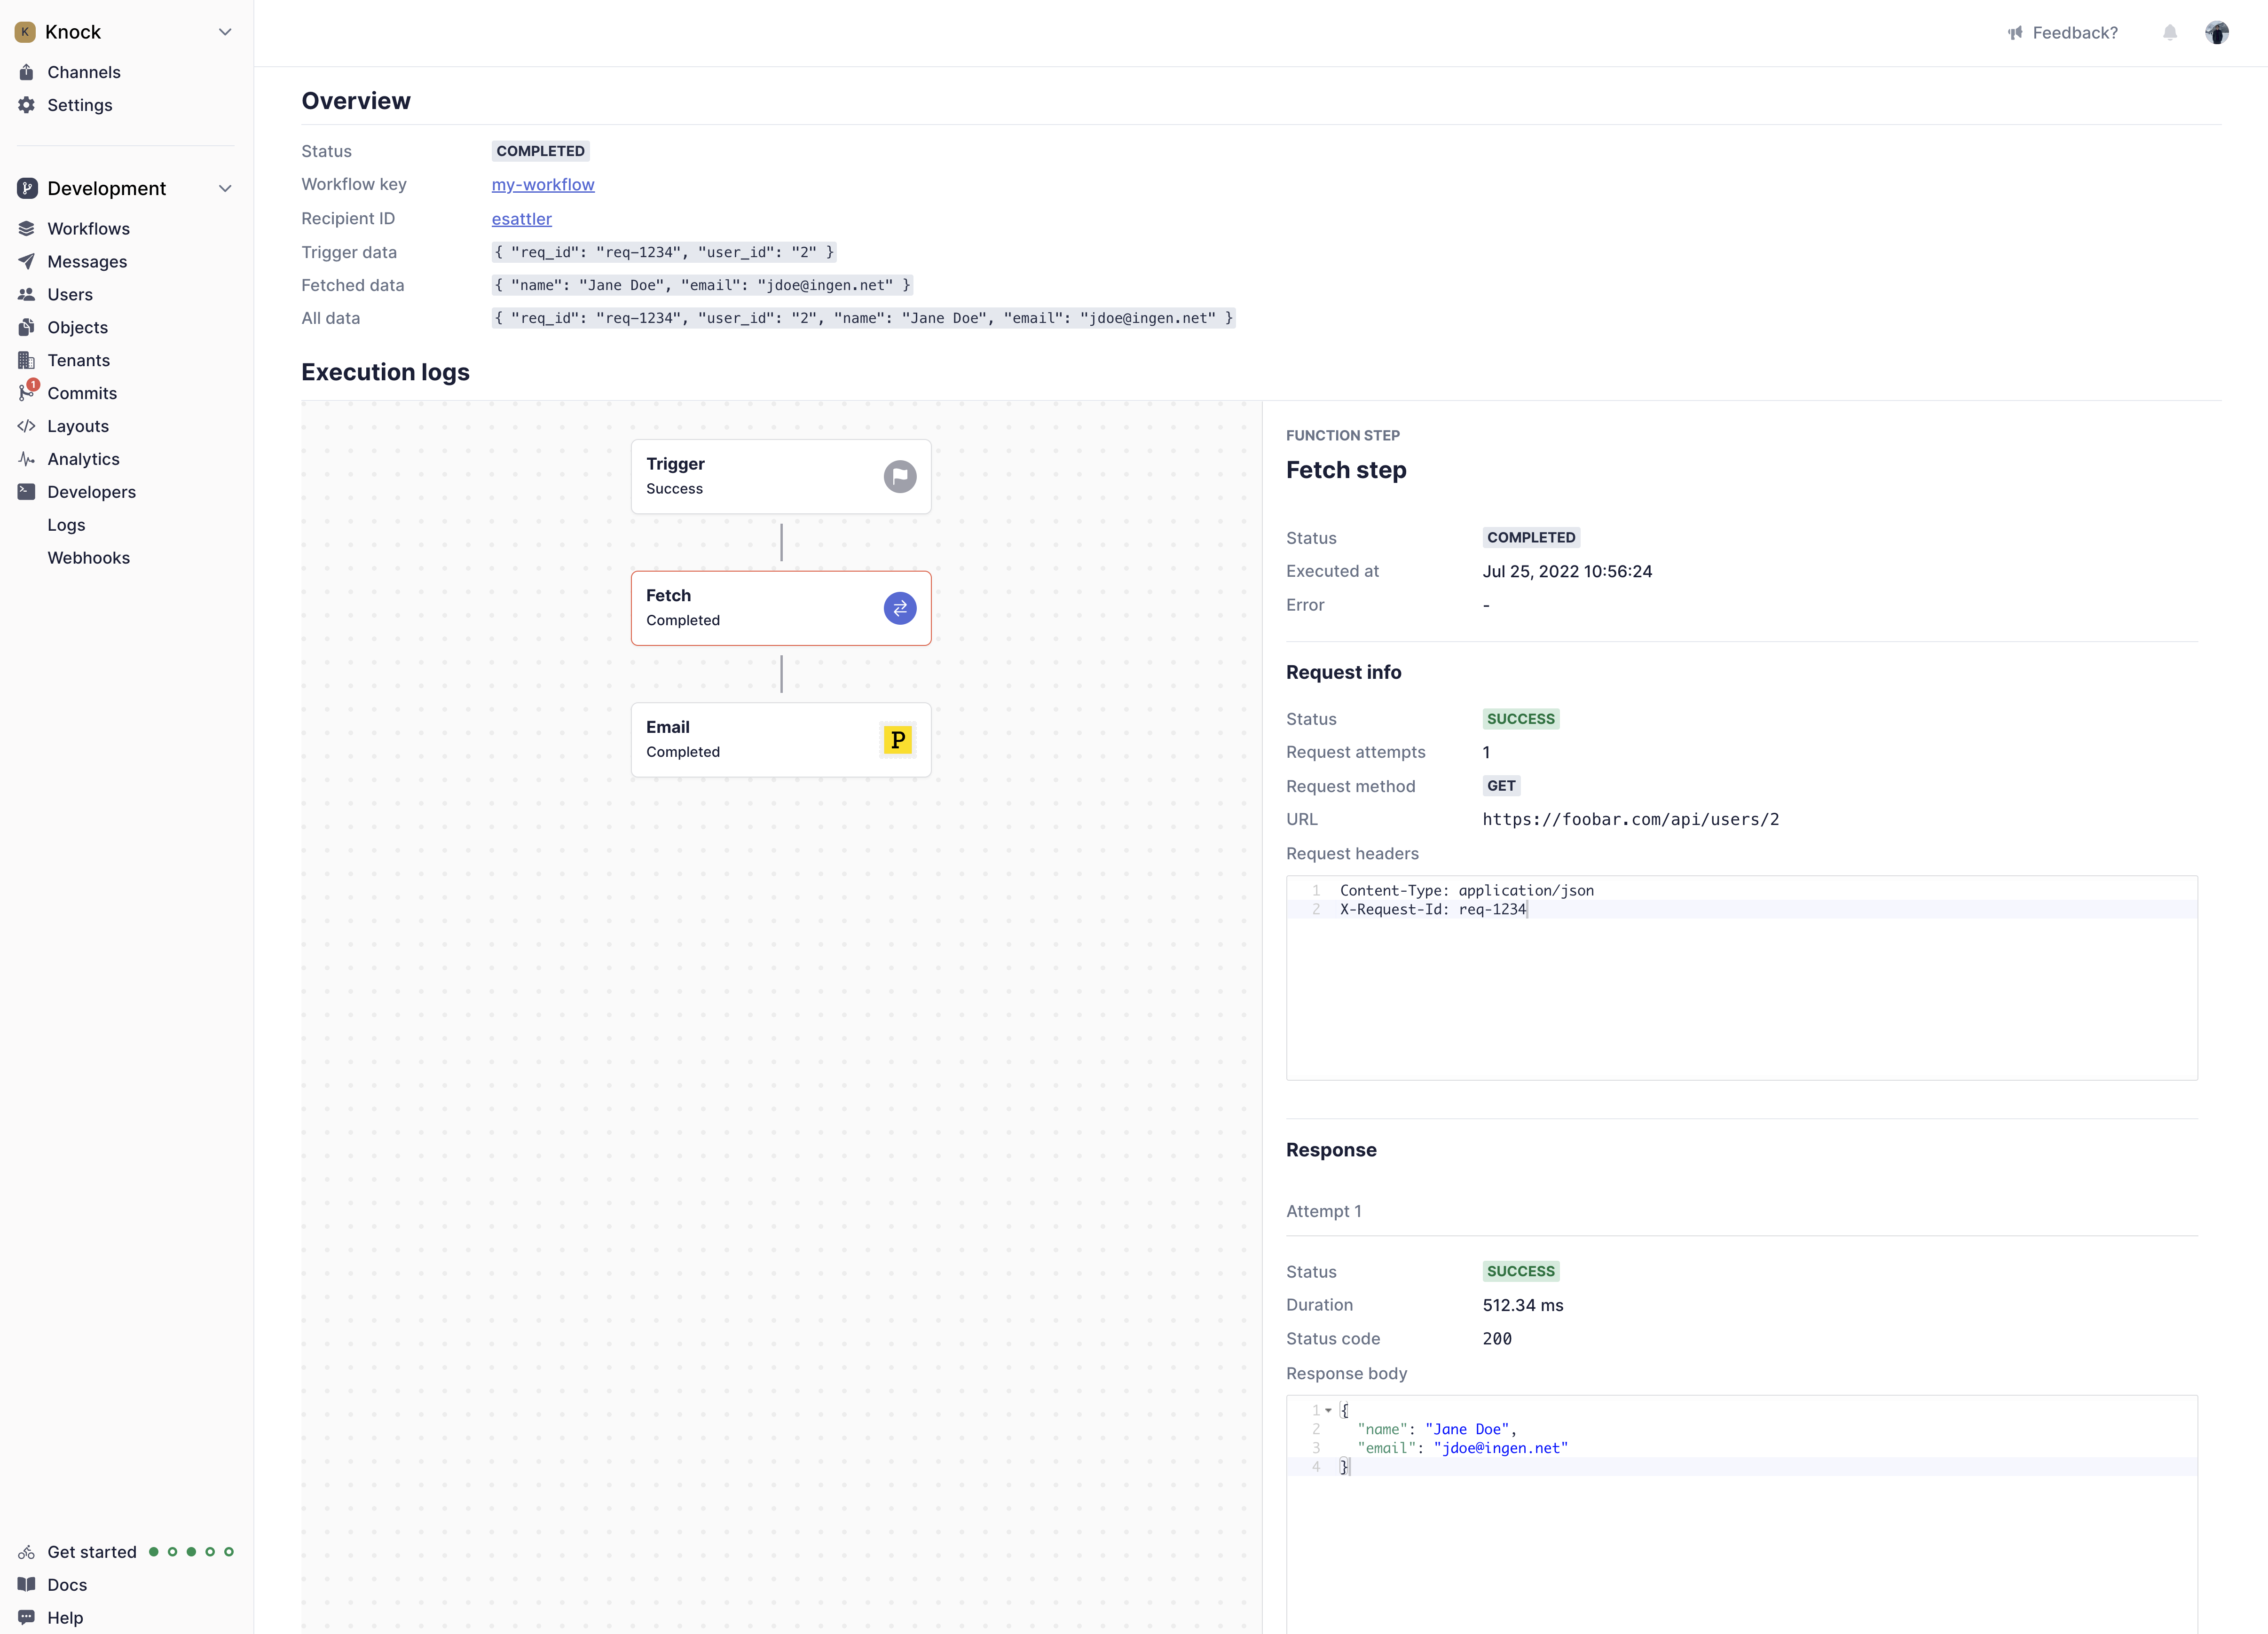 K Knock
Channels
Settings
Development
Workflows
Messages
Users
Objects
Tenants
1
Commits
Layouts
Analytics
Developers
Logs
Webhooks
Get started
Docs
Help
Feedback?
Overview
Status COMPLETED
Workflow key my-workflow
Recipient ID esattler
Trigger data { "req_id": "req-1234", "user_id": "2" }
Fetched data { "name": "Jane Doe", "email": "jdoe@ingen.net" }
All data { "req_id": "req-1234", "user_id": "2", "name": "Jane Doe", "email": "jdoe@ingen.net" }
Execution logs
Trigger
Success
Fetch
Completed
Email
Completed
P
FUNCTION STEP
Fetch step
Status COMPLETED
Executed at Jul 25, 2022 10:56:24
Error -
Request info
Status SUCCESS
Request attempts 1
Request method GET
URL https://foobar.com/api/users/2
Request headers
1 Content-Type: application/json
2 X-Request-Id: req-1234
Response
Attempt 1
Status SUCCESS
Duration 512.34 ms
Status code 200
Response body
1 {
2 "name": "Jane Doe",
3 "email": "jdoe@ingen.net"
4 }